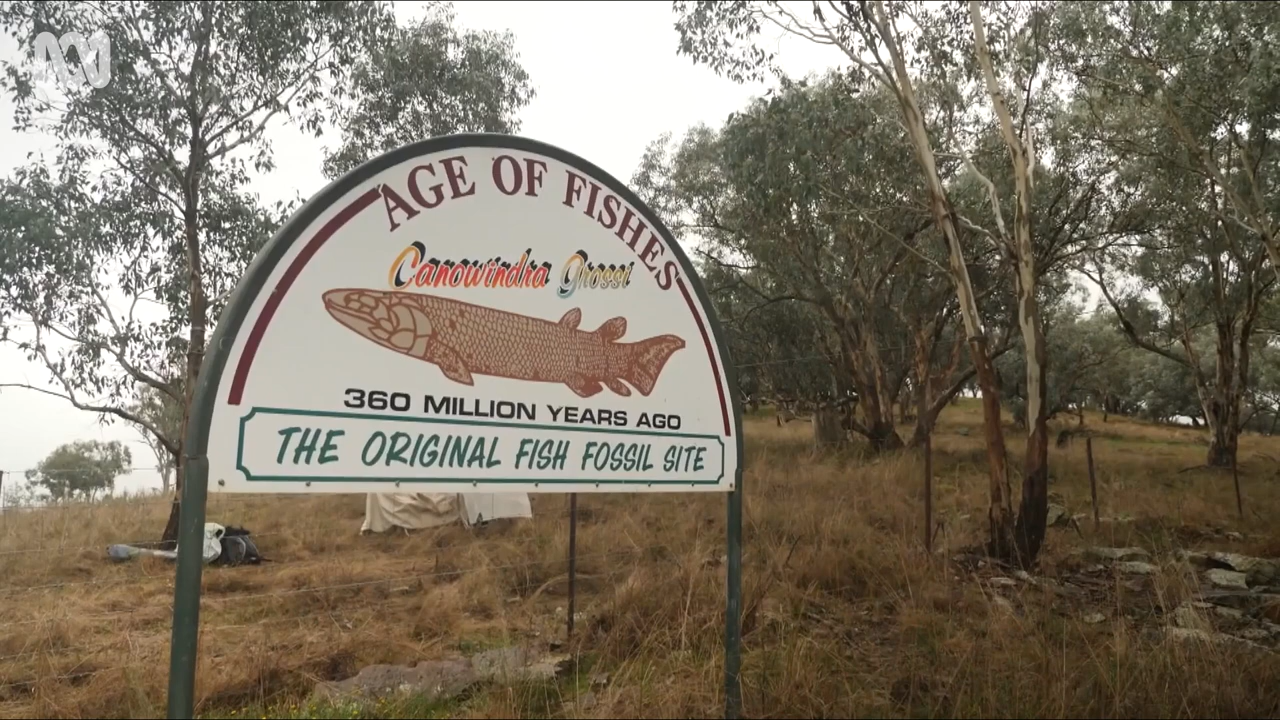 AGE OF FISHES
Canowindra Grossi
360 MILLION YEARS AGO
THE ORIGINAL FISH FOSSIL SITE